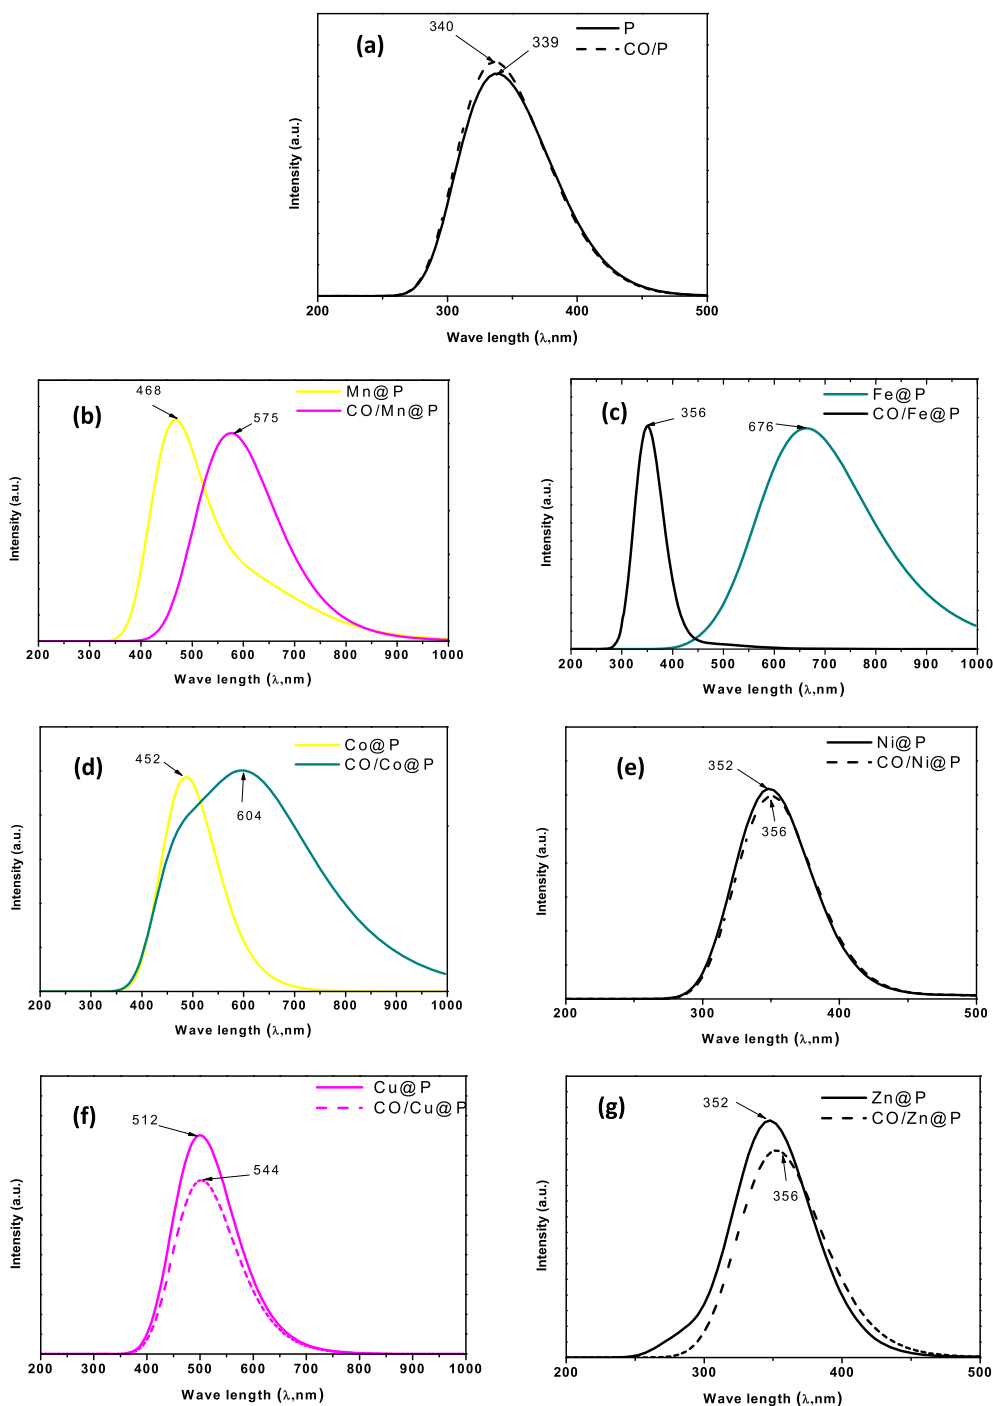 (a)
340
339
P
CO/P
Intensity (a.u.)
200 300 400 500
Wave length (λ,nm)
(b)
468
575
Mn@P
CO/Mn@P
Intensity (a.u.)
200 300 400 500 600 700 800 900 1000
Wave length (λ,nm)
(c)
356
676
Fe@P
CO/Fe@P
Intensity (a.u.)
200 300 400 500 600 700 800 900 1000
Wave length (λ,nm)
(d)
452
604
Co@P
CO/Co@P
Intensity (a.u.)
200 300 400 500 600 700 800 900 1000
Wave length (λ,nm)
(e)
352
356
Ni@P
CO/Ni@P
Intensity (a.u.)
200 300 400 500
Wave length (λ,nm)
(f)
512
544
Cu@P
CO/Cu@P
Intensity (a.u.)
200 300 400 500 600 700 800 900 1000
Wave length (λ,nm)
(g)
352
356
Zn@P
CO/Zn@P
Intensity (a.u.)
200 300 400 500
Wave length (λ,nm)